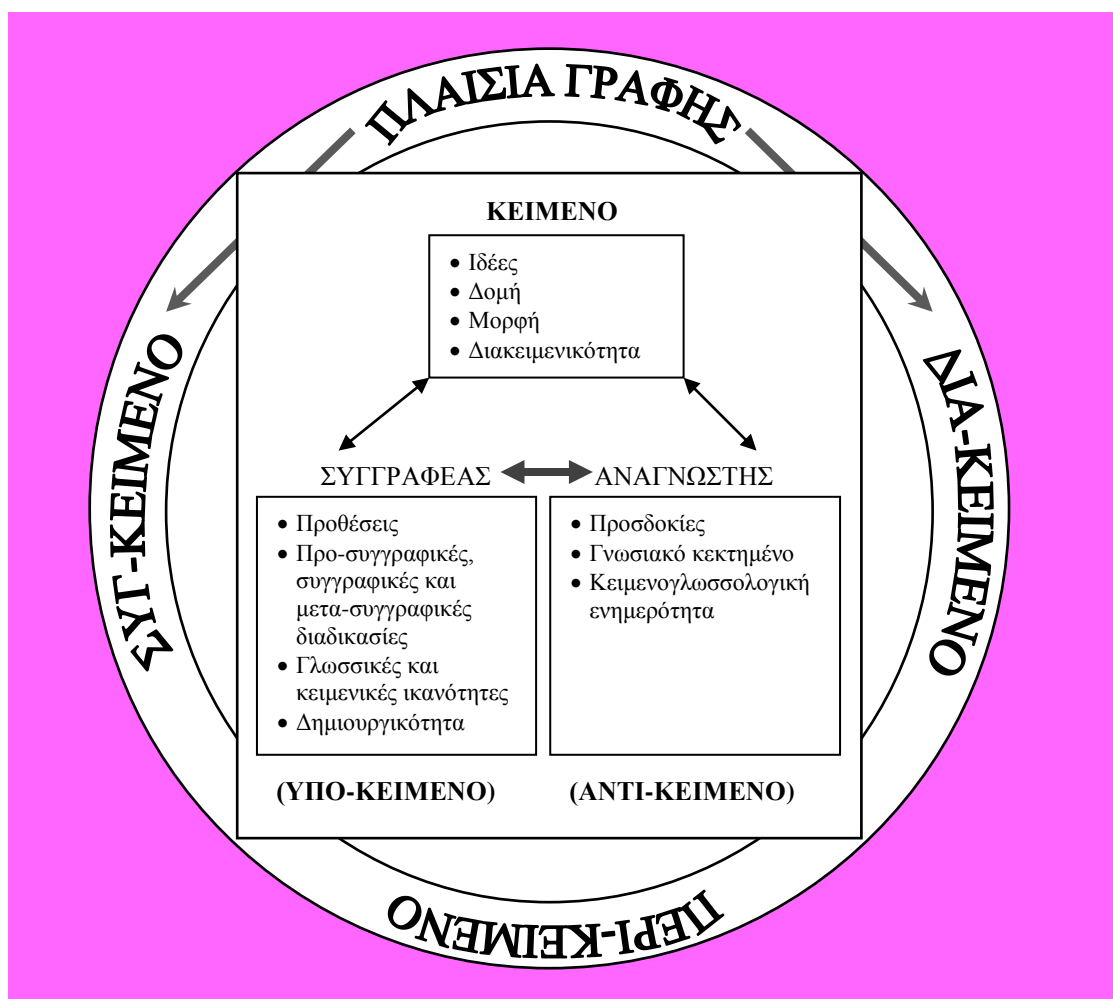 ΠΛΑΙΣΙΑ ΓΡΑΦΗΣ
ΣΥΓ-ΚΕΙΜΕΝΟ
ΔΙΑ-ΚΕΙΜΕΝΟ
ΚΕΙΜΕΝΟ
• Ιδέες
• Δομή
• Μορφή
• Διακειμενικότητα
ΣΥΓΓΡΑΦΕΑΣ
• Προθέσεις
• Προ-συγγραφικές,
συγγραφικές και
μετα-συγγραφικές
διαδικασίες
• Γλωσσικές και
κειμενικές ικανότητες
• Δημιουργικότητα
(ΥΠΟ-ΚΕΙΜΕΝΟ)
ΑΝΑΓΝΩΣΤΗΣ
• Προσδοκίες
• Γνωσιακό κεκτημένο
• Κειμενογλωσσολογική
ενημερότητα
(ΑΝΤΙ-ΚΕΙΜΕΝΟ)
ΠΕΡΙ-ΚΕΙΜΕΝΟ